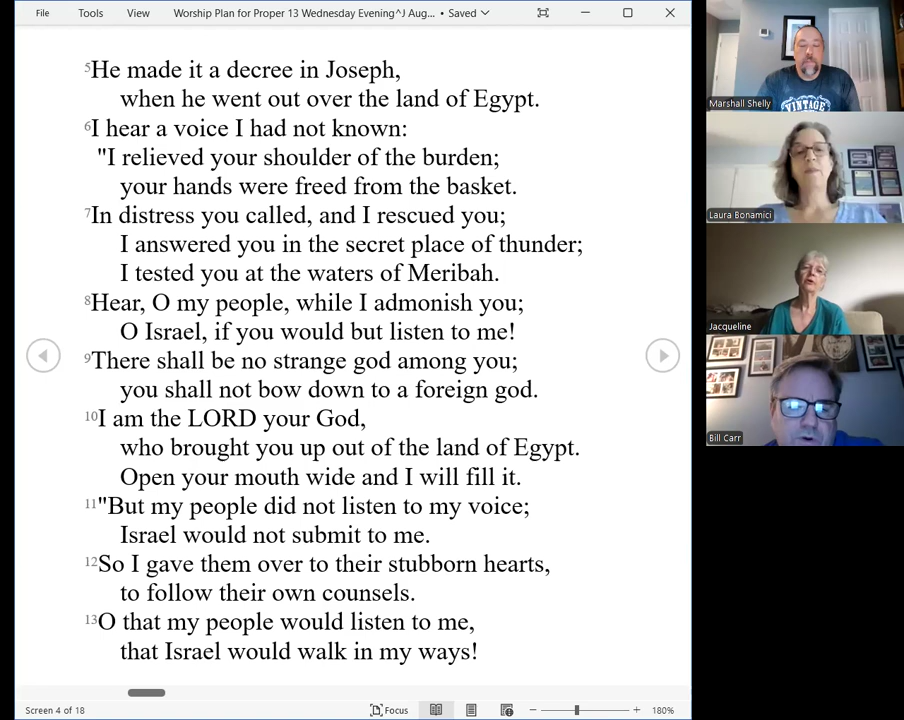 File Tools View Worship Plan for Proper 13 Wednesday Evening^J Aug... • Saved
5He made it a decree in Joseph,
when he went out over the land of Egypt.
6I hear a voice I had not known:
"I relieved your shoulder of the burden;
your hands were freed from the basket.
7In distress you called, and I rescued you;
I answered you in the secret place of thunder;
I tested you at the waters of Meribah.
8Hear, O my people, while I admonish you;
O Israel, if you would but listen to me!
9There shall be no strange god among you;
you shall not bow down to a foreign god.
10I am the LORD your God,
who brought you up out of the land of Egypt.
Open your mouth wide and I will fill it.
11"But my people did not listen to my voice;
Israel would not submit to me.
12So I gave them over to their stubborn hearts,
to follow their own counsels.
13O that my people would listen to me,
that Israel would walk in my ways!
Screen 4 of 18 Focus 180%
VINTAGE
Marshall Shelly
Laura Bonamici
Jacqueline
Bill Carr